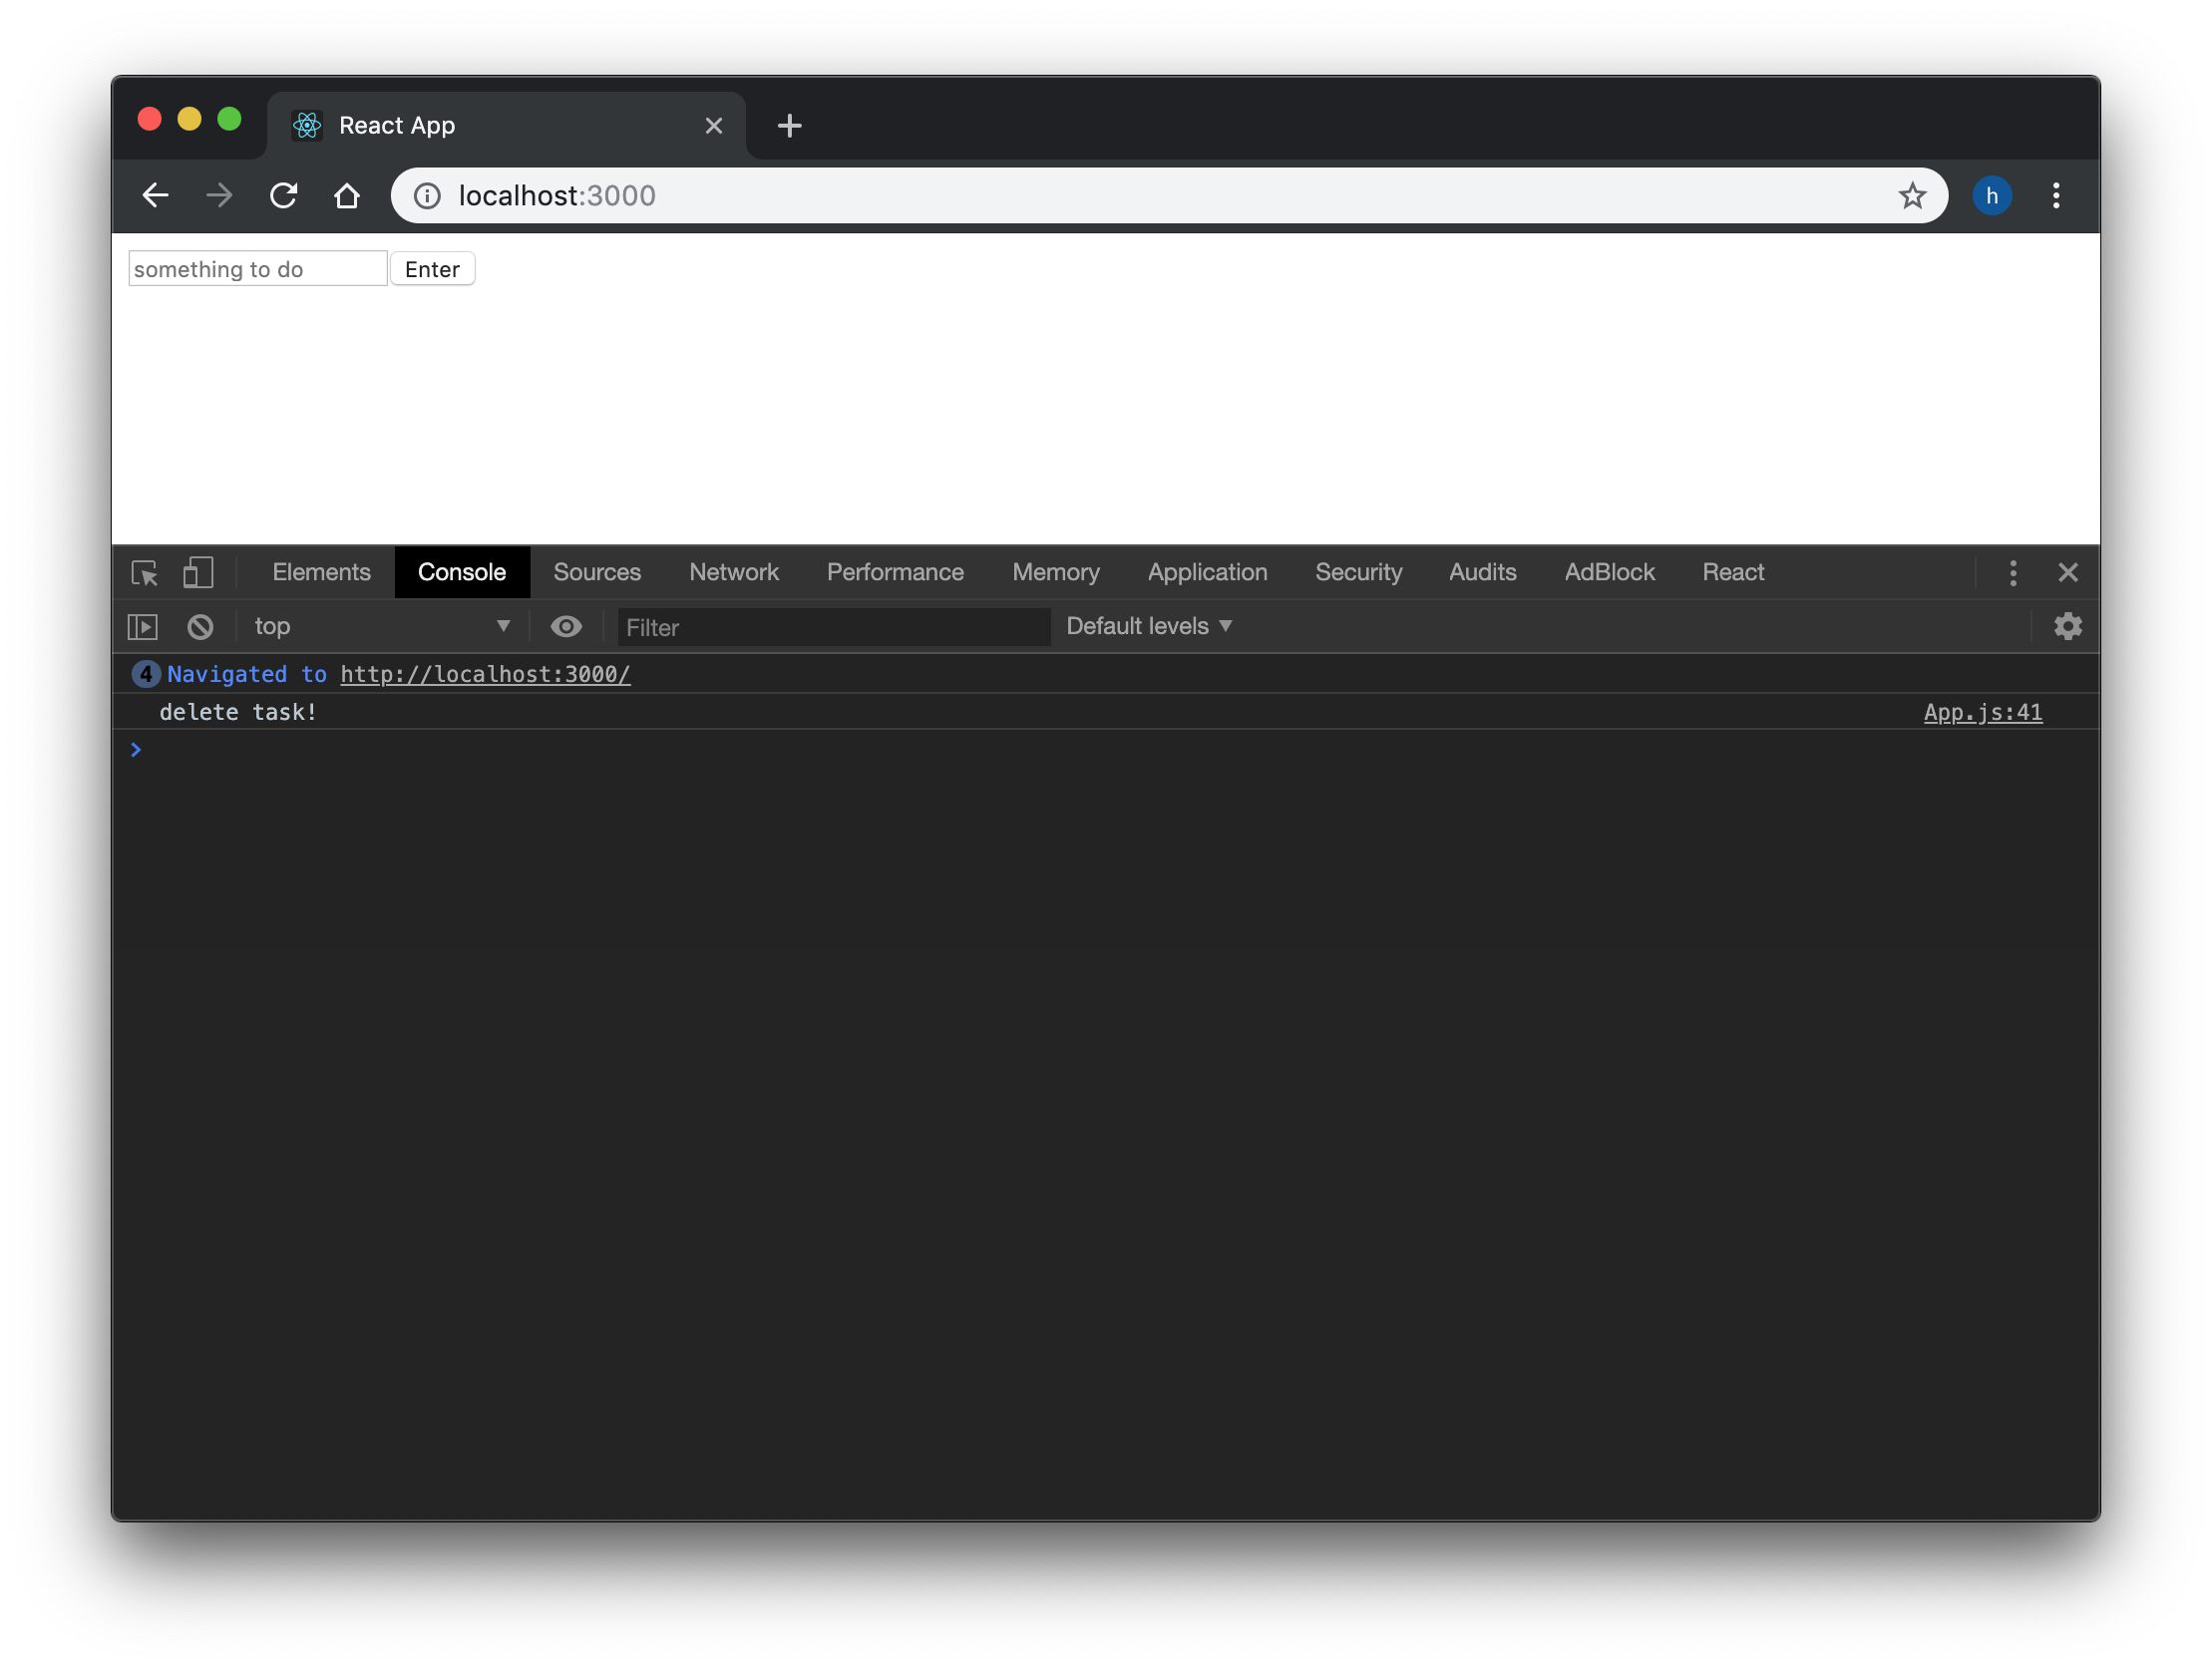 React App
localhost:3000
h
something to do Enter
Elements Console Sources Network Performance Memory Application Security Audits AdBlock React
top Filter Default levels
4 Navigated to http://localhost:3000/
delete task! App.js:41